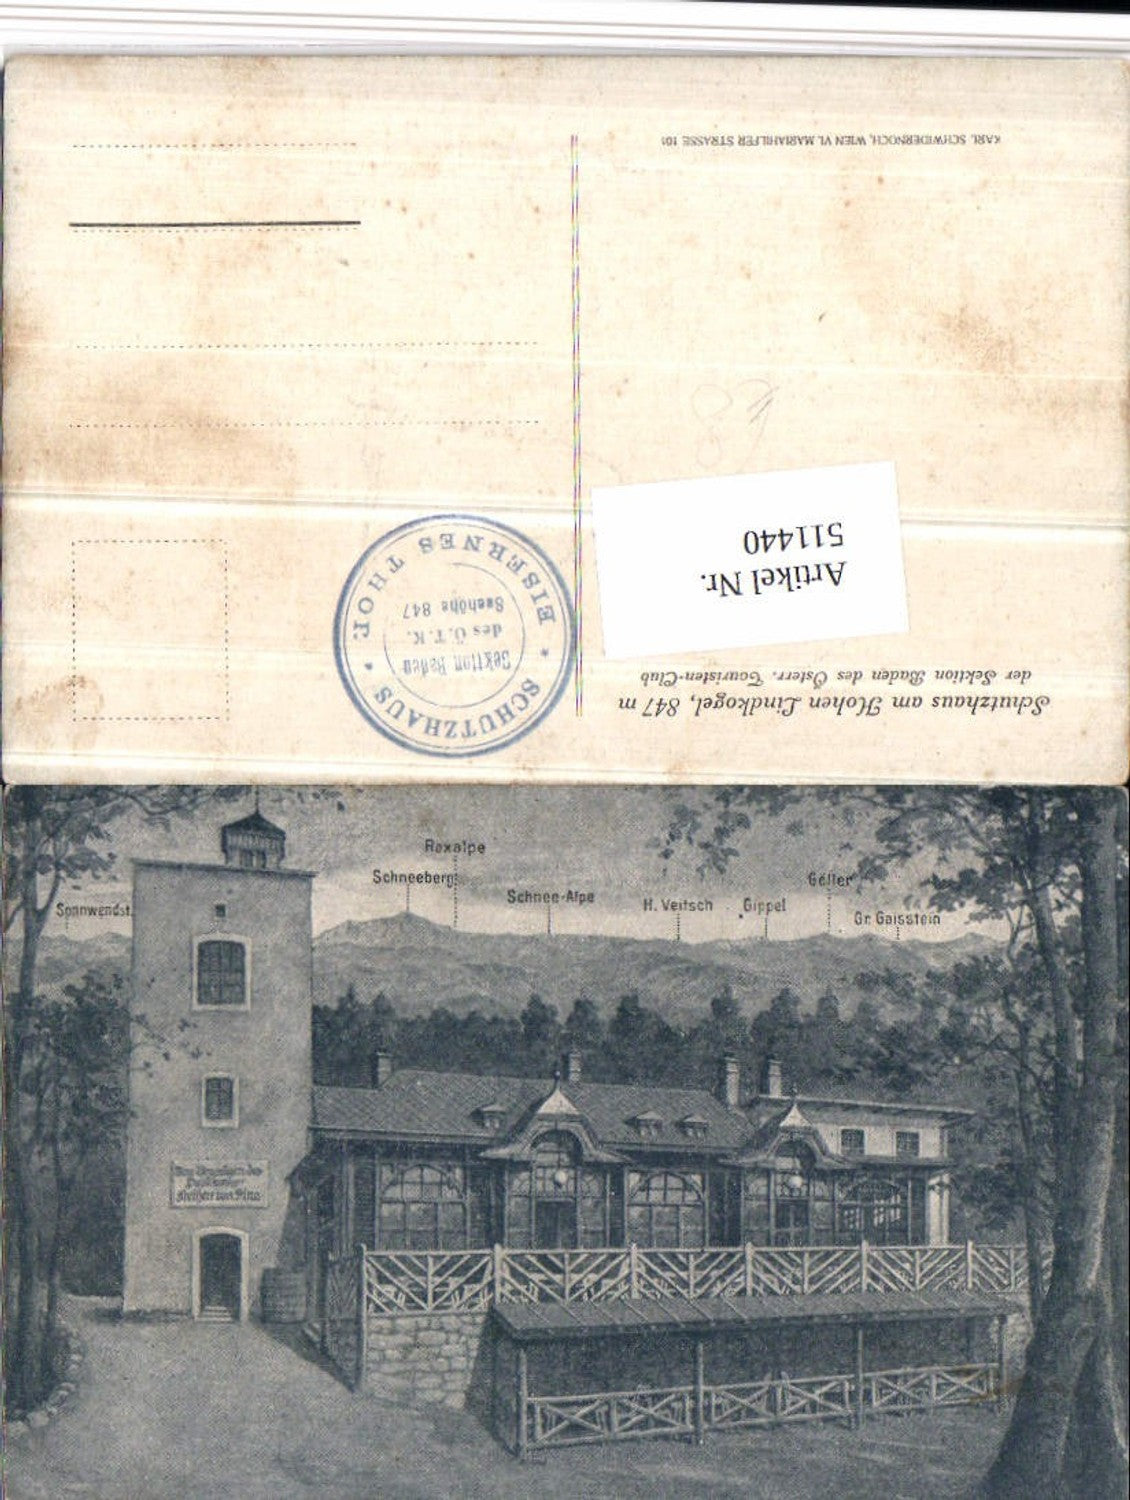 KARL SCHWIDERNOCH, WIEN VI. MARIAHILFER STRASSE 101
Artikel Nr.
511440
Schutzhaus am Hohen Lindkogel, 847 m
der Sektion Baden des Österr. Touristen-Club
* SCHUTZHAUS * EISERNES THOR
Sektion Baden
des Ö.T.K.
Seehöhe 847
Raxalpe
Schneeberg
Schnee-Alpe
H. Veitsch
Gippel
Göller
Gr. Gaisstein
Sonnwendst.
Freiherr von